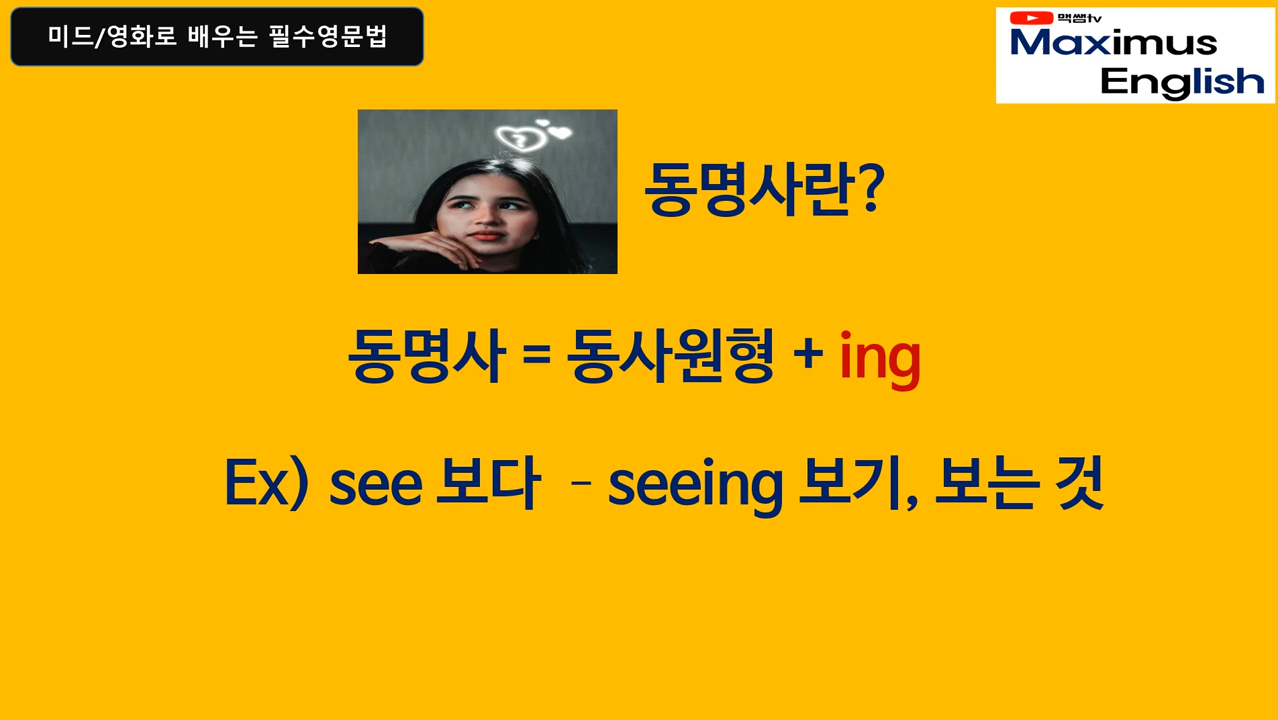 미드/영화로 배우는 필수영문법
맥쌤tv
Maximus
English
동명사란?
동명사 = 동사원형 + ing
Ex) see 보다 - seeing 보기, 보는 것